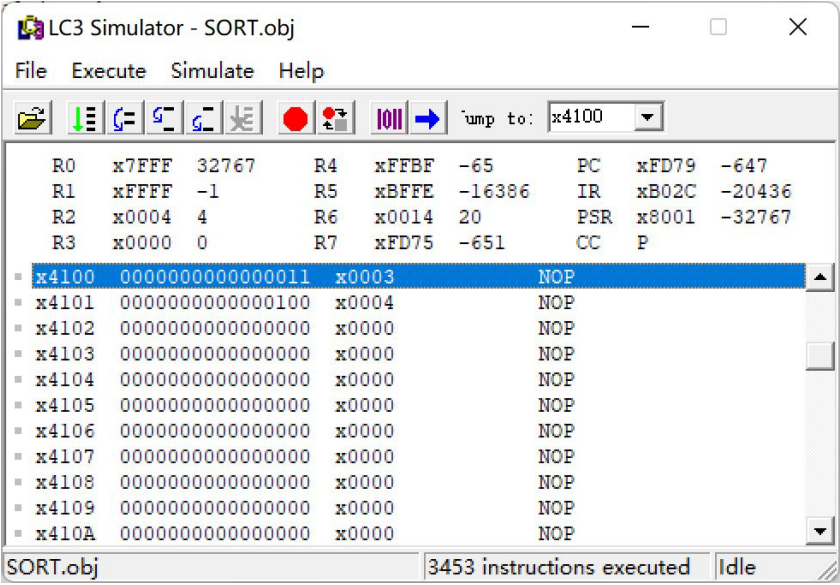 LC3 Simulator - SORT.obj
File Execute Simulate Help
Jump to: x4100
R0 x7FFF 32767 R4 xFFBF -65 PC xFD79 -647
R1 xFFFF -1 R5 xBFFE -16386 IR xB02C -20436
R2 x0004 4 R6 x0014 20 PSR x8001 -32767
R3 x0000 0 R7 xFD75 -651 CC P
x4100 0000000000000011 x0003 NOP
x4101 0000000000000100 x0004 NOP
x4102 0000000000000000 x0000 NOP
x4103 0000000000000000 x0000 NOP
x4104 0000000000000000 x0000 NOP
x4105 0000000000000000 x0000 NOP
x4106 0000000000000000 x0000 NOP
x4107 0000000000000000 x0000 NOP
x4108 0000000000000000 x0000 NOP
x4109 0000000000000000 x0000 NOP
x410A 0000000000000000 x0000 NOP
SORT.obj 3453 instructions executed Idle